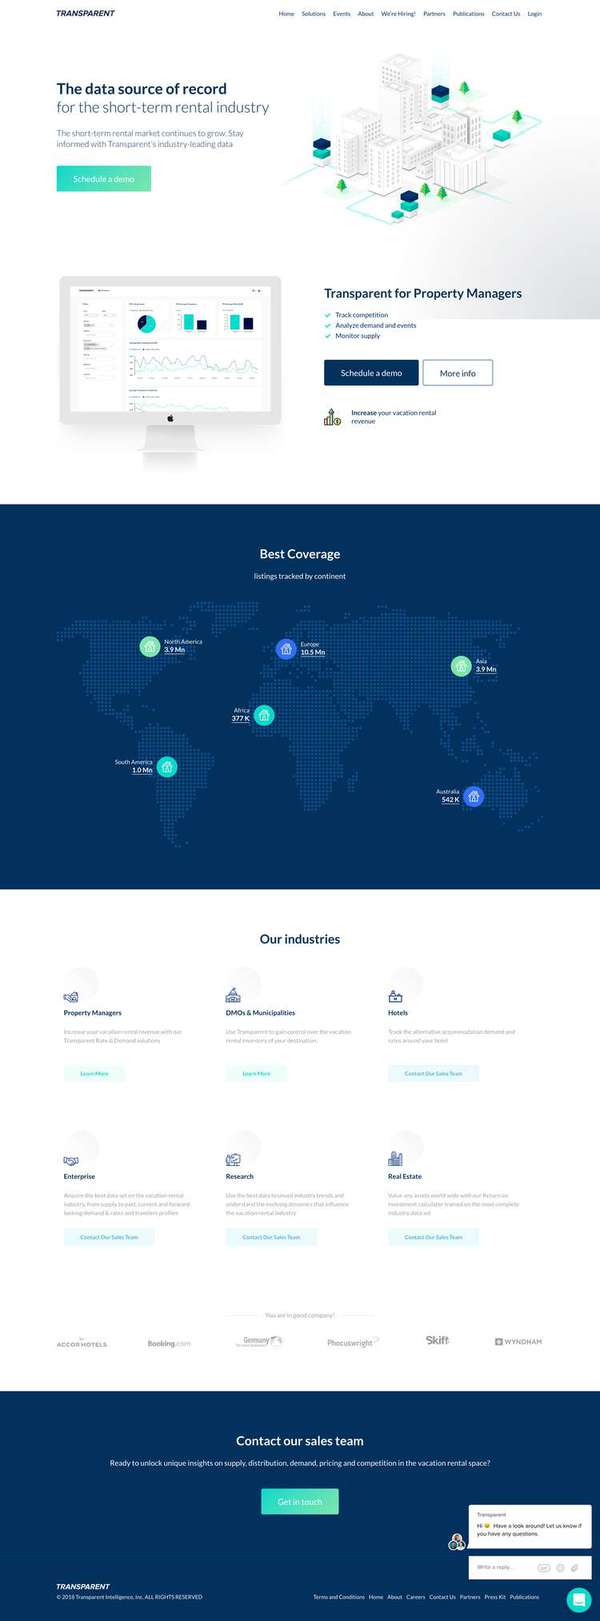 TRANSPARENT
Home Solutions Events About We're Hiring! Partners Publications Contact Us Login
The data source of record
for the short-term rental industry
The short-term rental market continues to grow. Stay
informed with Transparent's industry-leading data
Schedule a demo
Transparent for Property Managers
Track competition
Analyze demand and events
Monitor supply
Schedule a demo
More info
Increase your vacation rental
revenue
Best Coverage
listings tracked by continent
North America
3.9 Mn
Europe
10.5 Mn
Asia
3.9 Mn
Africa
377 K
South America
1.0 Mn
Australia
542 K
Our industries
Property Managers
Increase your vacation rental revenue with our
Transparent Rate & Demand solutions
Learn More
DMOs & Municipalities
Use Transparent to gain control over the vacation
rental inventory of your destination.
Learn More
Hotels
Track the alternative accommodation demand and
rates around your hotel
Contact Our Sales Team
Enterprise
Acquire the best data set on the vacation rental
industry, from supply to past, current and forward
looking demand & rates and travelers profiles
Contact Our Sales Team
Research
Use the best data to unveil industry trends and
understand the evolving dynamics that influence
the vacation rental industry
Contact Our Sales Team
Real Estate
Value any assets world wide with our Return on
Investment calculator trained on the most complete
industry data set
Contact Our Sales Team
You are in good company!
ACCORHOTELS
Booking.com
Germany
Phocuswright
Skift
WYNDHAM
Contact our sales team
Ready to unlock unique insights on supply, distribution, demand, pricing and competition in the vacation rental space?
Get in touch
Transparent
Hi 😊 Have a look around! Let us know if
you have any questions.
Write a reply...
TRANSPARENT
© 2018 Transparent Intelligence, Inc. ALL RIGHTS RESERVED
Terms and Conditions Home About Careers Contact Us Partners Press Kit Publications